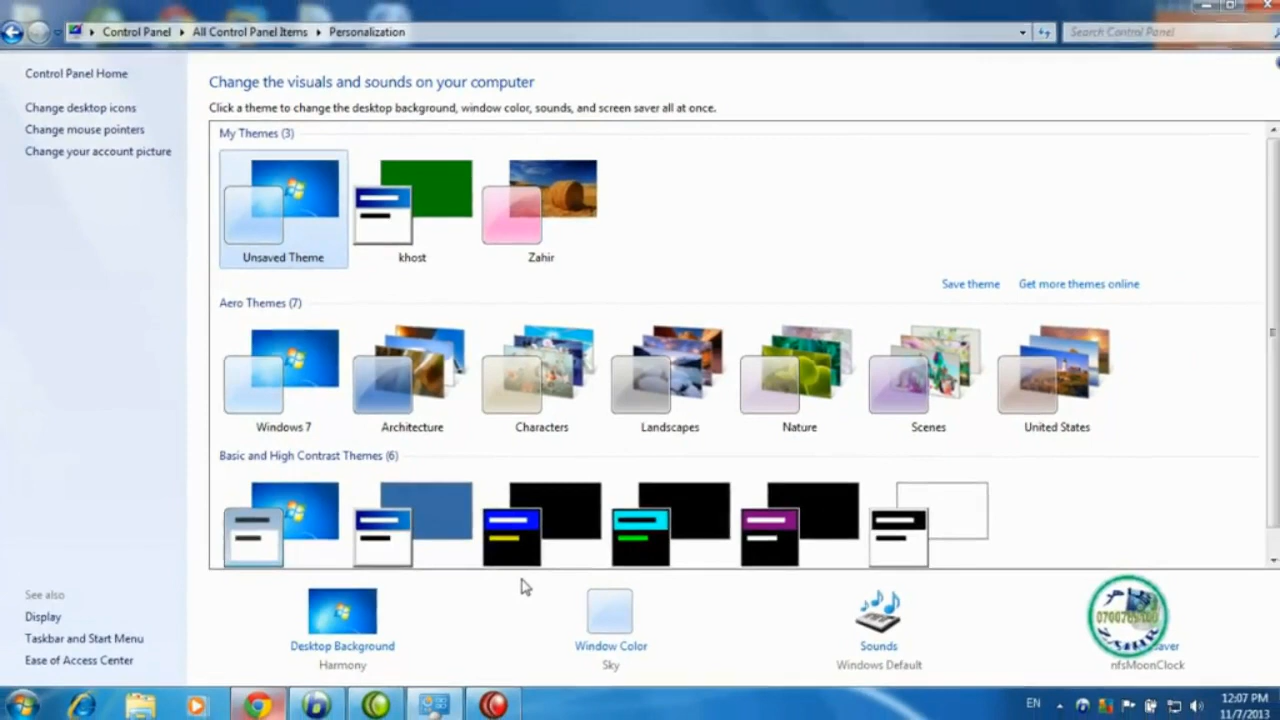 Control Panel ▸ All Control Panel Items ▸ Personalization
Search Control Panel
Control Panel Home
Change desktop icons
Change mouse pointers
Change your account picture
Change the visuals and sounds on your computer
Click a theme to change the desktop background, window color, sounds, and screen saver all at once.
My Themes (3)
Unsaved Theme
khost
Zahir
Save theme
Get more themes online
Aero Themes (7)
Windows 7
Architecture
Characters
Landscapes
Nature
Scenes
United States
Basic and High Contrast Themes (6)
See also
Display
Taskbar and Start Menu
Ease of Access Center
Desktop Background
Harmony
Window Color
Sky
Sounds
Windows Default
nfsMoonClock
EN
12:07 PM
11/7/2013